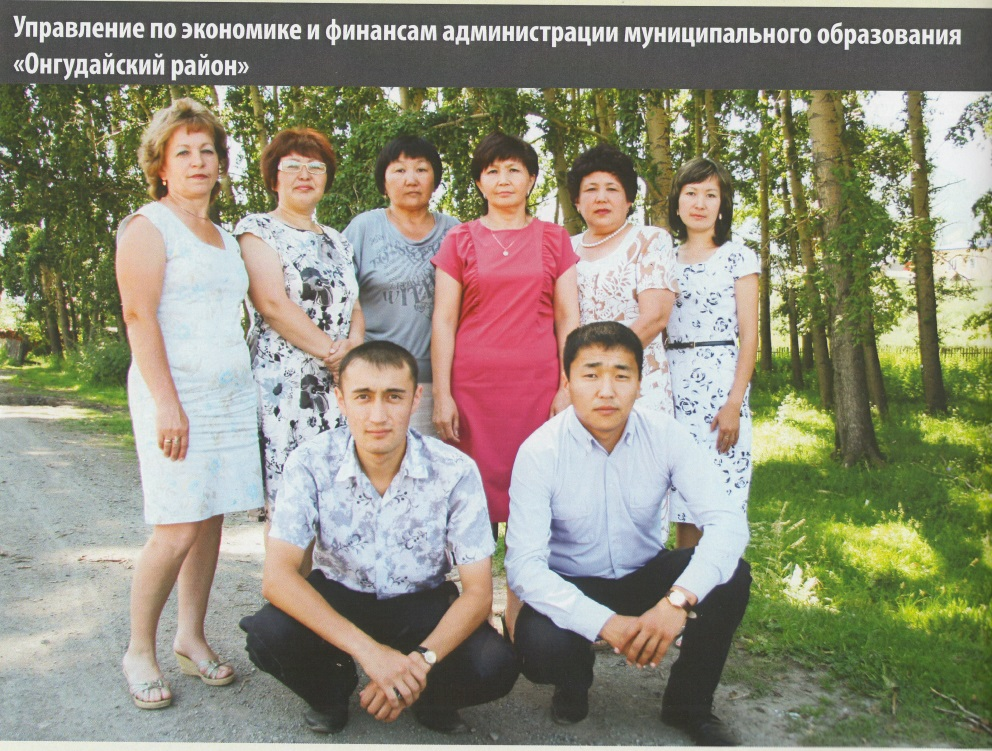 Управление по экономике и финансам администрации муниципального образования
«Онгудайский район»